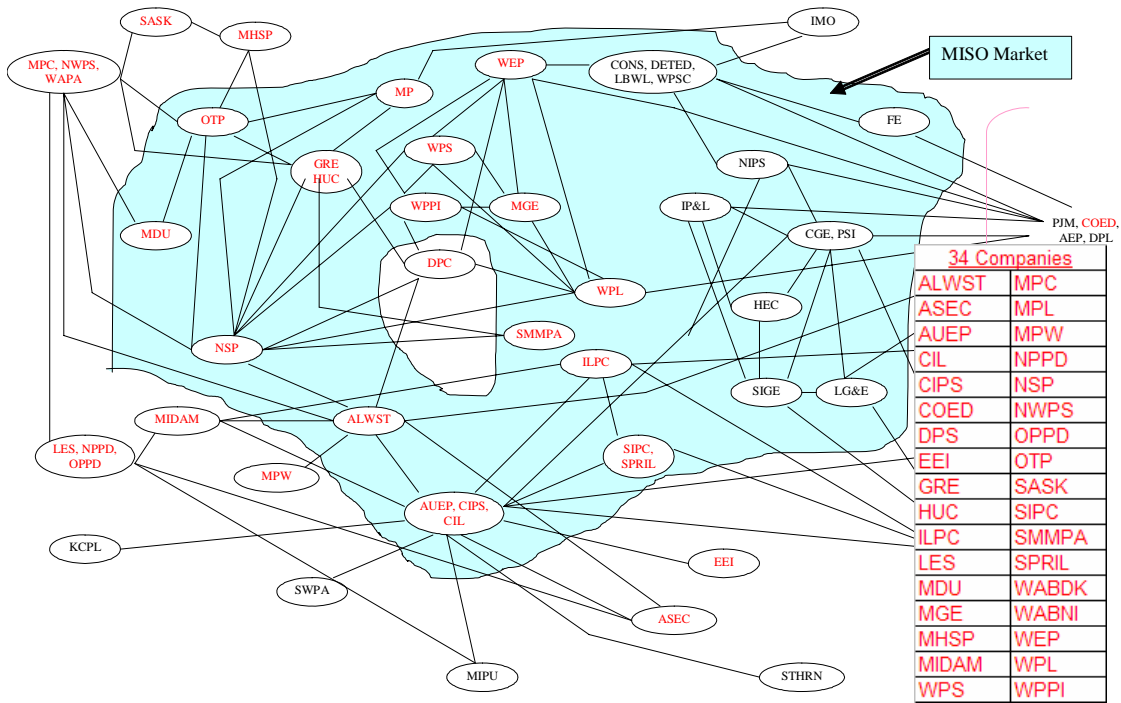 SASK
MHSP
IMO
MPC, NWPS,
WAPA
WEP
CONS, DETED,
LBWL, WPSC
MISO Market
MP
OTP
FE
WPS
GRE
HUC
NIPS
WPPI
MGE
IP&L
MDU
CGE, PSI
PJM, COED,
AEP, DPL
DPC
WPL
HEC
SMMPA
NSP
ILPC
SIGE
LG&E
MIDAM
ALWST
LES, NPPD,
OPPD
SIPC,
SPRIL
MPW
AUEP, CIPS,
CIL
KCPL
EEI
SWPA
ASEC
MIPU
STHRN
34 Companies
ALWST MPC
ASEC MPL
AUEP MPW
CIL NPPD
CIPS NSP
COED NWPS
DPS OPPD
EEI OTP
GRE SASK
HUC SIPC
ILPC SMMPA
LES SPRIL
MDU WABDK
MGE WABNI
MHSP WEP
MIDAM WPL
WPS WPPI